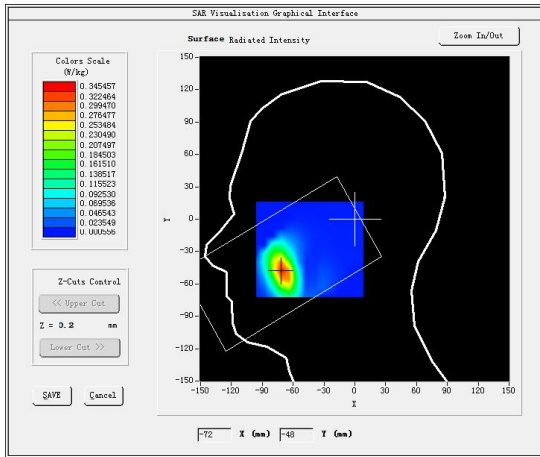 SAR Visualisation Graphical Interface
Surface Radiated Intensity
Zoom In/Out
Colors Scale
(W/kg)
0.345457
0.322464
0.299470
0.276477
0.253484
0.230490
0.207497
0.184503
0.161510
0.138517
0.115523
0.092530
0.069536
0.046543
0.023549
0.000556
Z-Cuts Control
<< Upper Cut
Z = 0.2 mm
Lower Cut >>
SAVE
Cancel
150
120
90
60
30
0
-30
-60
-90
-120
-150
Y
-150 -120 -90 -60 -30 0 30 60 90 120 150
X
-72 X (mm) -48 Y (mm)